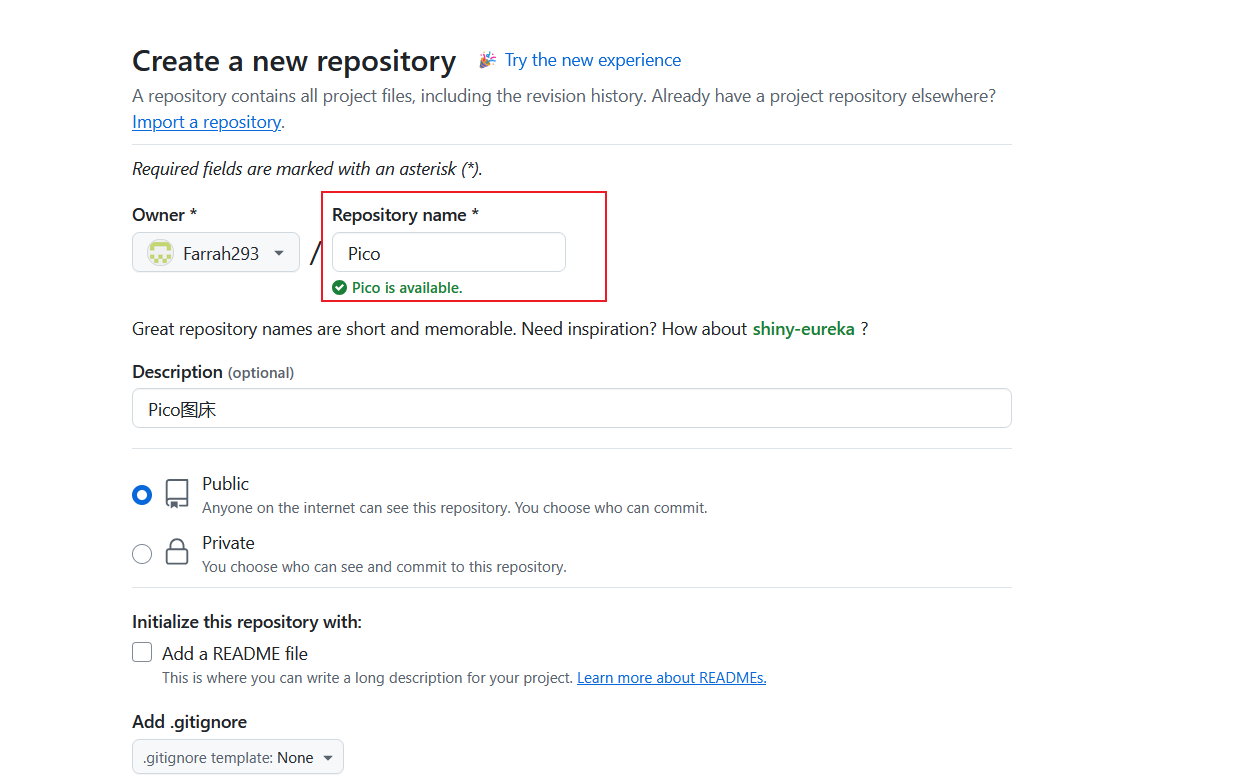 Create a new repository Try the new experience
A repository contains all project files, including the revision history. Already have a project repository elsewhere?
Import a repository.
Required fields are marked with an asterisk (*).
Owner * Repository name *
Farrah293 / Pico
Pico is available.
Great repository names are short and memorable. Need inspiration? How about shiny-eureka ?
Description (optional)
Pico图床
Public
Anyone on the internet can see this repository. You choose who can commit.
Private
You choose who can see and commit to this repository.
Initialize this repository with:
Add a README file
This is where you can write a long description for your project. Learn more about READMEs.
Add .gitignore
.gitignore template: None